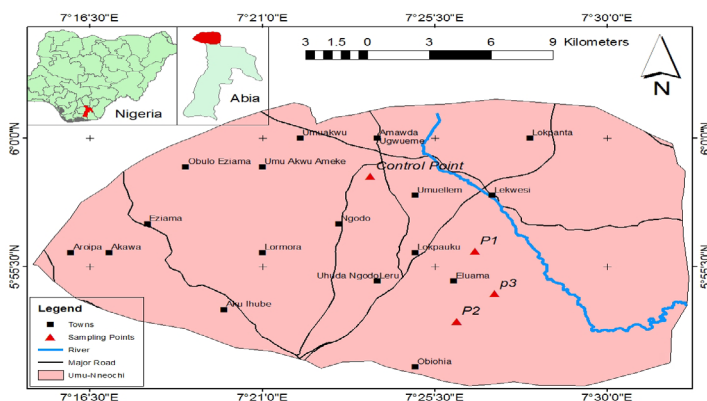 7°16'30"E 7°21'0"E 7°25'30"E 7°30'0"E
3 1.5 0 3 6 9 Kilometers
N
Nigeria
Abia
6°0'0"N
6°0'0"N
Umuakwu
Amawda
Ugwueme
Lokpanta
Obulo Eziama
Umu Akwu Ameke
Control Point
Umuellem
Lekwesi
Eziama
Ngodo
P1
Aroipa
Akawa
Lormora
Lokpauku
5°55'30"N
5°55'30"N
Uhuda Ngodo
Leru
Eluama
p3
Aku Ihube
P2
Obiohia
Legend
Towns
Sampling Points
River
Major Road
Umu-Nneochi
7°16'30"E 7°21'0"E 7°25'30"E 7°30'0"E